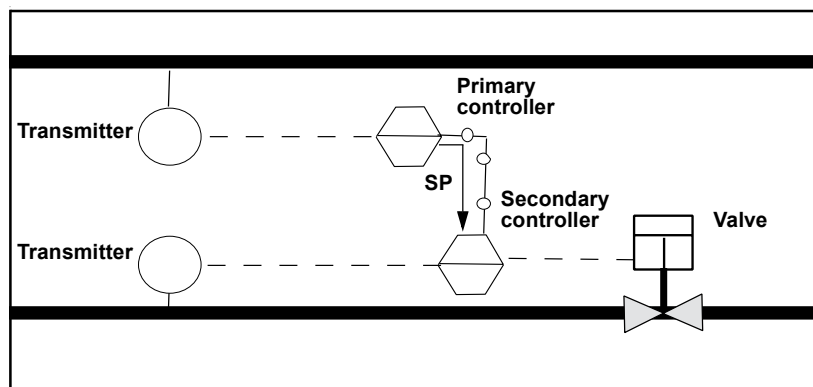 Primary
controller
Transmitter
SP
Secondary
controller
Valve
Transmitter